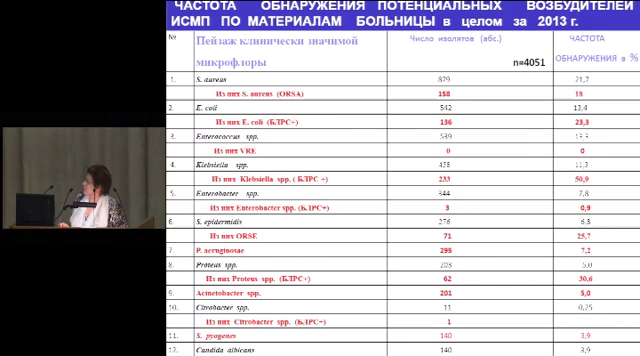 ЧАСТОТА ОБНАРУЖЕНИЯ ПОТЕНЦИАЛЬНЫХ ВОЗБУДИТЕЛЕЙ
ИСМП ПО МАТЕРИАЛАМ БОЛЬНИЦЫ в целом за 2013 г.
№ Пейзаж клинически значимой микрофлоры Число изолятов (абс.) n=4051 ЧАСТОТА ОБНАРУЖЕНИЯ в %
1. S. aureus 879 21,7
Из них S. aureus (ORSA) 158 18
2. E. coli 542 13,4
Из них E. coli (БЛРС+) 136 23,3
3. Enterococcus spp. 539 13,3
Из них VRE 0 0
4. Klebsiella spp. 458 11,3
Из них Klebsiella spp. (БЛРС +) 233 50,9
5. Enterobacter spp. 344 7,8
Из них Enterobacter spp. (БЛРС+) 3 0,9
6. S. epidermidis 276 6,8
Из них ORSE 71 25,7
7. P. aeruginosae 295 7,2
8. Proteus spp. 203 5,0
Из них Proteus spp. (БЛРС+) 62 30,6
9. Acinetobacter spp. 201 5,0
10. Citrobacter spp. 11 0,25
Из них Citrobacter spp. (БЛРС+) 1
11. S. pyogenes 140 3,9
12. Candida albicans 140 3,9